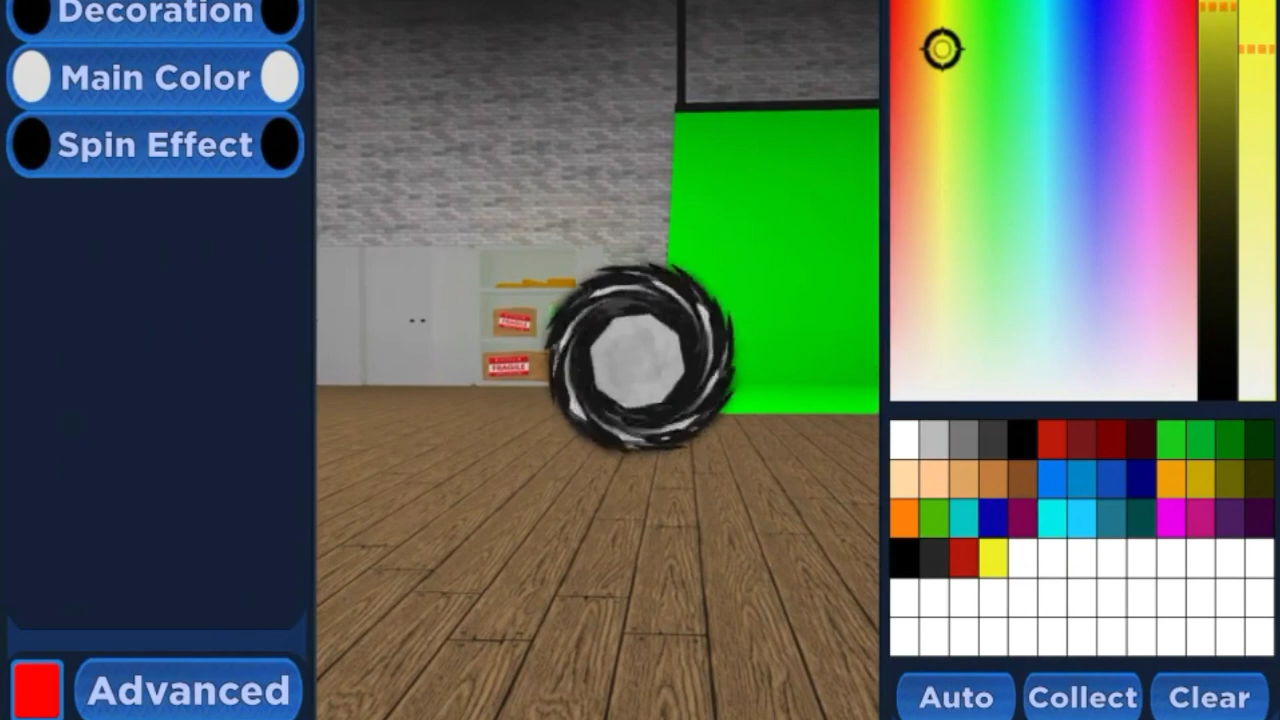 Decoration
Main Color
Spin Effect
FRAGILE
FRAGILE
Advanced
Auto
Collect
Clear